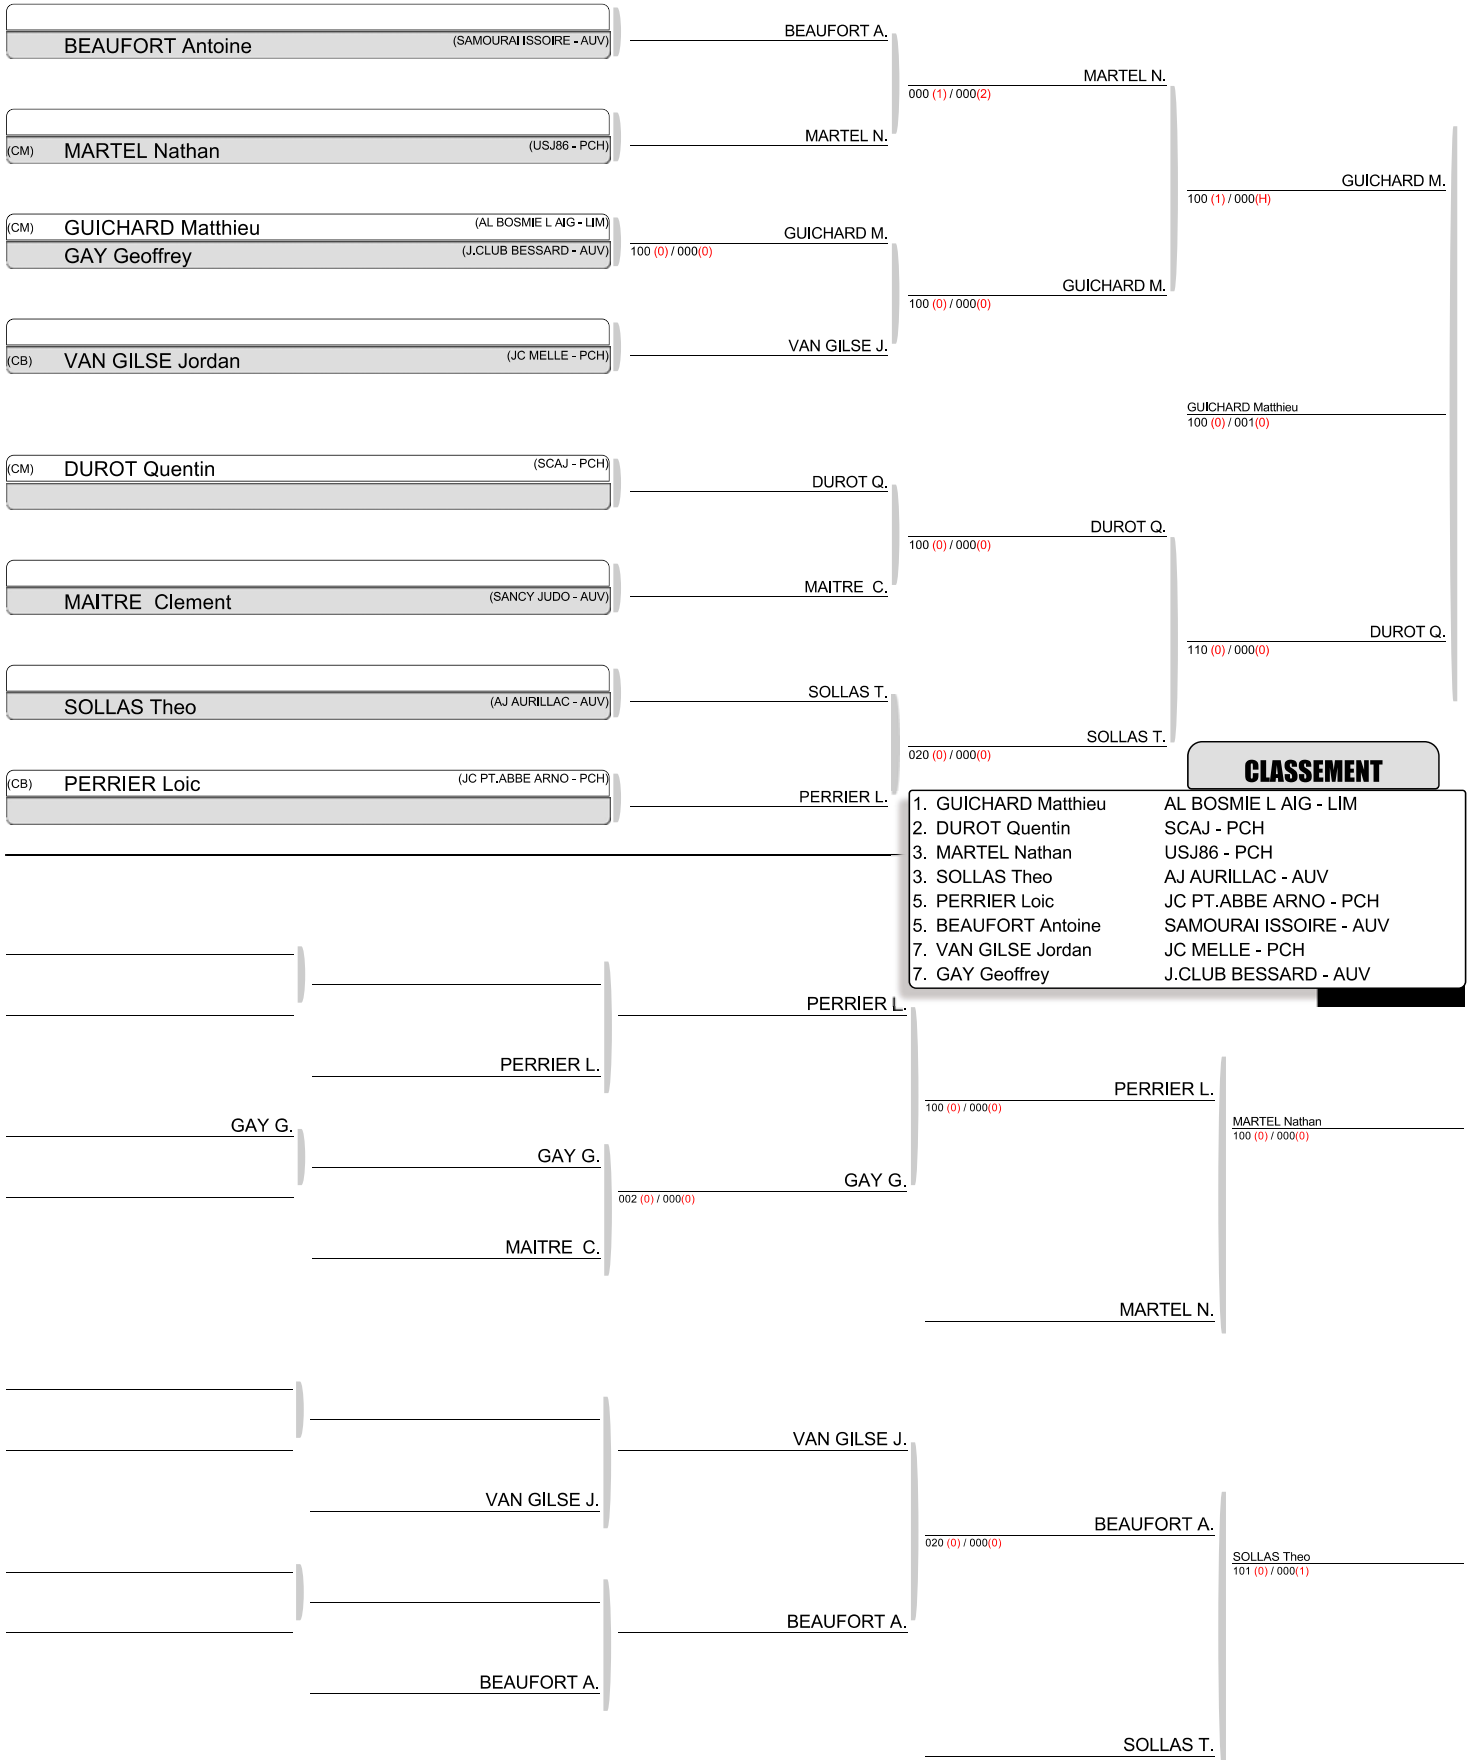 BEAUFORT Antoine (SAMOURAI ISSOIRE - AUV)
BEAUFORT A.
MARTEL N.
000 (1) / 000(2)
(CM) MARTEL Nathan (USJ86 - PCH)
MARTEL N.
GUICHARD M.
100 (1) / 000(H)
(CM) GUICHARD Matthieu (AL BOSMIE L AIG - LIM)
GAY Geoffrey (J.CLUB BESSARD - AUV)
GUICHARD M.
100 (0) / 000(0)
GUICHARD M.
100 (0) / 000(0)
(CB) VAN GILSE Jordan (JC MELLE - PCH)
VAN GILSE J.
GUICHARD Matthieu
100 (0) / 001(0)
(CM) DUROT Quentin (SCAJ - PCH)
DUROT Q.
DUROT Q.
100 (0) / 000(0)
MAITRE  Clement (SANCY JUDO - AUV)
MAITRE  C.
DUROT Q.
110 (0) / 000(0)
SOLLAS Theo (AJ AURILLAC - AUV)
SOLLAS T.
SOLLAS T.
020 (0) / 000(0)
(CB) PERRIER Loic (JC PT.ABBE ARNO - PCH)
PERRIER L.
CLASSEMENT
1. GUICHARD Matthieu AL BOSMIE L AIG - LIM
2. DUROT Quentin SCAJ - PCH
3. MARTEL Nathan USJ86 - PCH
3. SOLLAS Theo AJ AURILLAC - AUV
5. PERRIER Loic JC PT.ABBE ARNO - PCH
5. BEAUFORT Antoine SAMOURAI ISSOIRE - AUV
7. VAN GILSE Jordan JC MELLE - PCH
7. GAY Geoffrey J.CLUB BESSARD - AUV
PERRIER L.
PERRIER L.
PERRIER L.
100 (0) / 000(0)
MARTEL Nathan
100 (0) / 000(0)
GAY G.
GAY G.
GAY G.
002 (0) / 000(0)
MAITRE  C.
MARTEL N.
VAN GILSE J.
VAN GILSE J.
BEAUFORT A.
020 (0) / 000(0)
SOLLAS Theo
101 (0) / 000(1)
BEAUFORT A.
BEAUFORT A.
SOLLAS T.